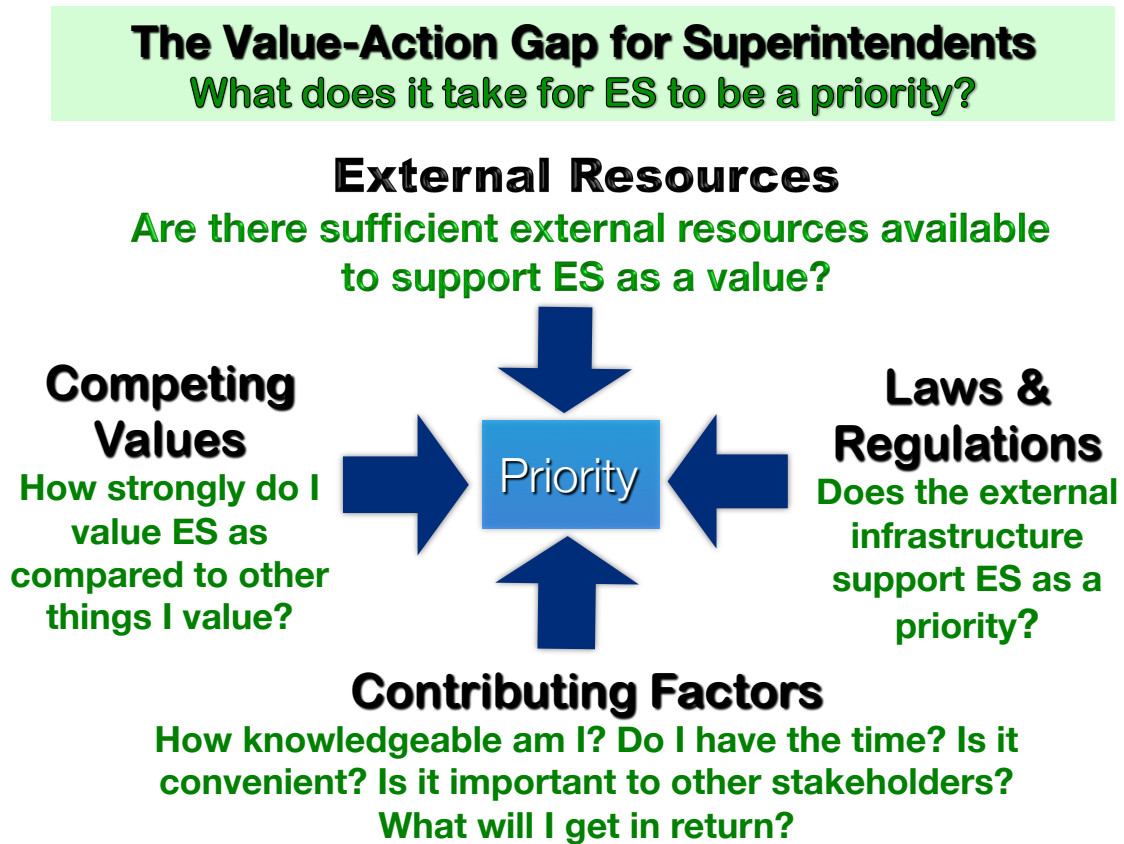 The Value-Action Gap for Superintendents
What does it take for ES to be a priority?
External Resources
Are there sufficient external resources available
to support ES as a value?
Competing
Values
How strongly do I
value ES as
compared to other
things I value?
Priority
Laws &
Regulations
Does the external
infrastructure
support ES as a
priority?
Contributing Factors
How knowledgeable am I? Do I have the time? Is it
convenient? Is it important to other stakeholders?
What will I get in return?